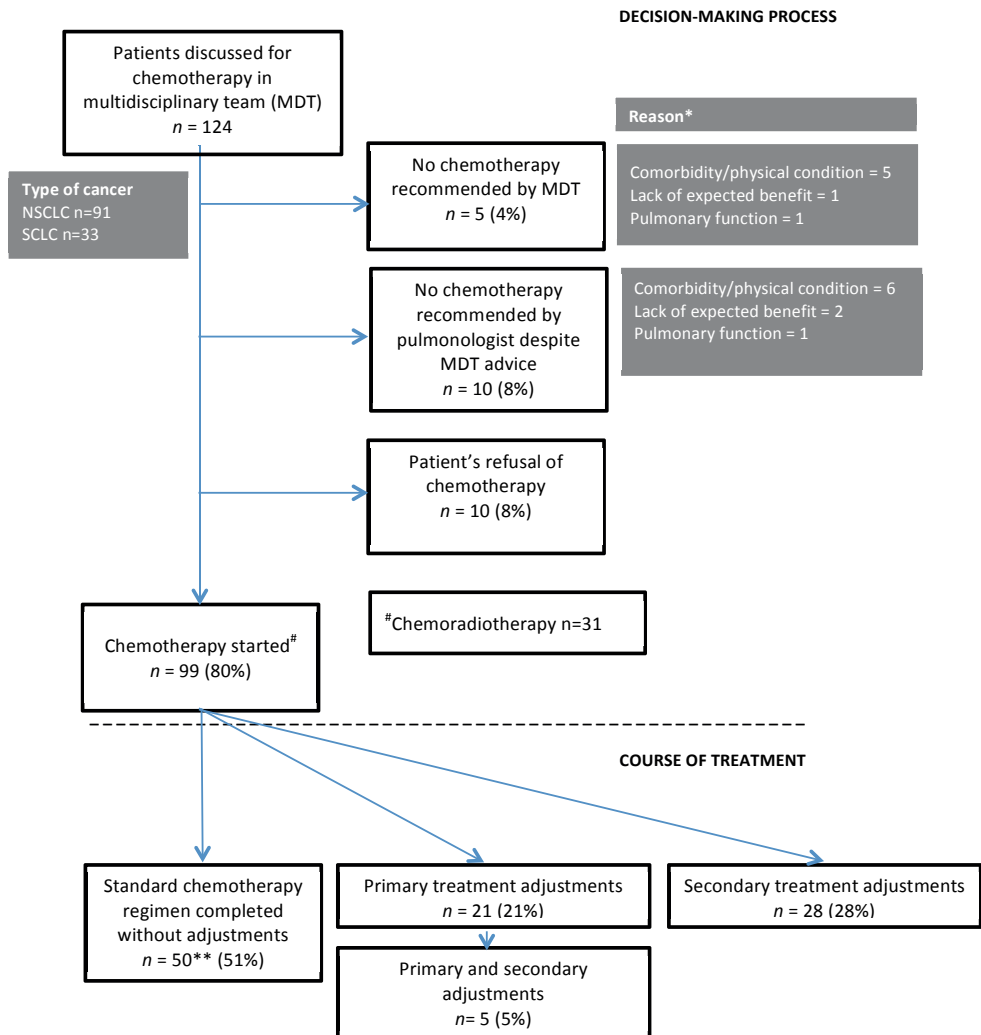 DECISION-MAKING PROCESS
Patients discussed for
chemotherapy in
multidisciplinary team (MDT)
n = 124
Type of cancer
NSCLC n=91
SCLC n=33
Reason*
No chemotherapy
recommended by MDT
n = 5 (4%)
Comorbidity/physical condition = 5
Lack of expected benefit = 1
Pulmonary function = 1
No chemotherapy
recommended by
pulmonologist despite
MDT advice
n = 10 (8%)
Comorbidity/physical condition = 6
Lack of expected benefit = 2
Pulmonary function = 1
Patient’s refusal of
chemotherapy
n = 10 (8%)
Chemotherapy started#
n = 99 (80%)
#Chemoradiotherapy n=31
COURSE OF TREATMENT
Standard chemotherapy
regimen completed
without adjustments
n = 50** (51%)
Primary treatment adjustments
n = 21 (21%)
Primary and secondary
adjustments
n = 5 (5%)
Secondary treatment adjustments
n = 28 (28%)